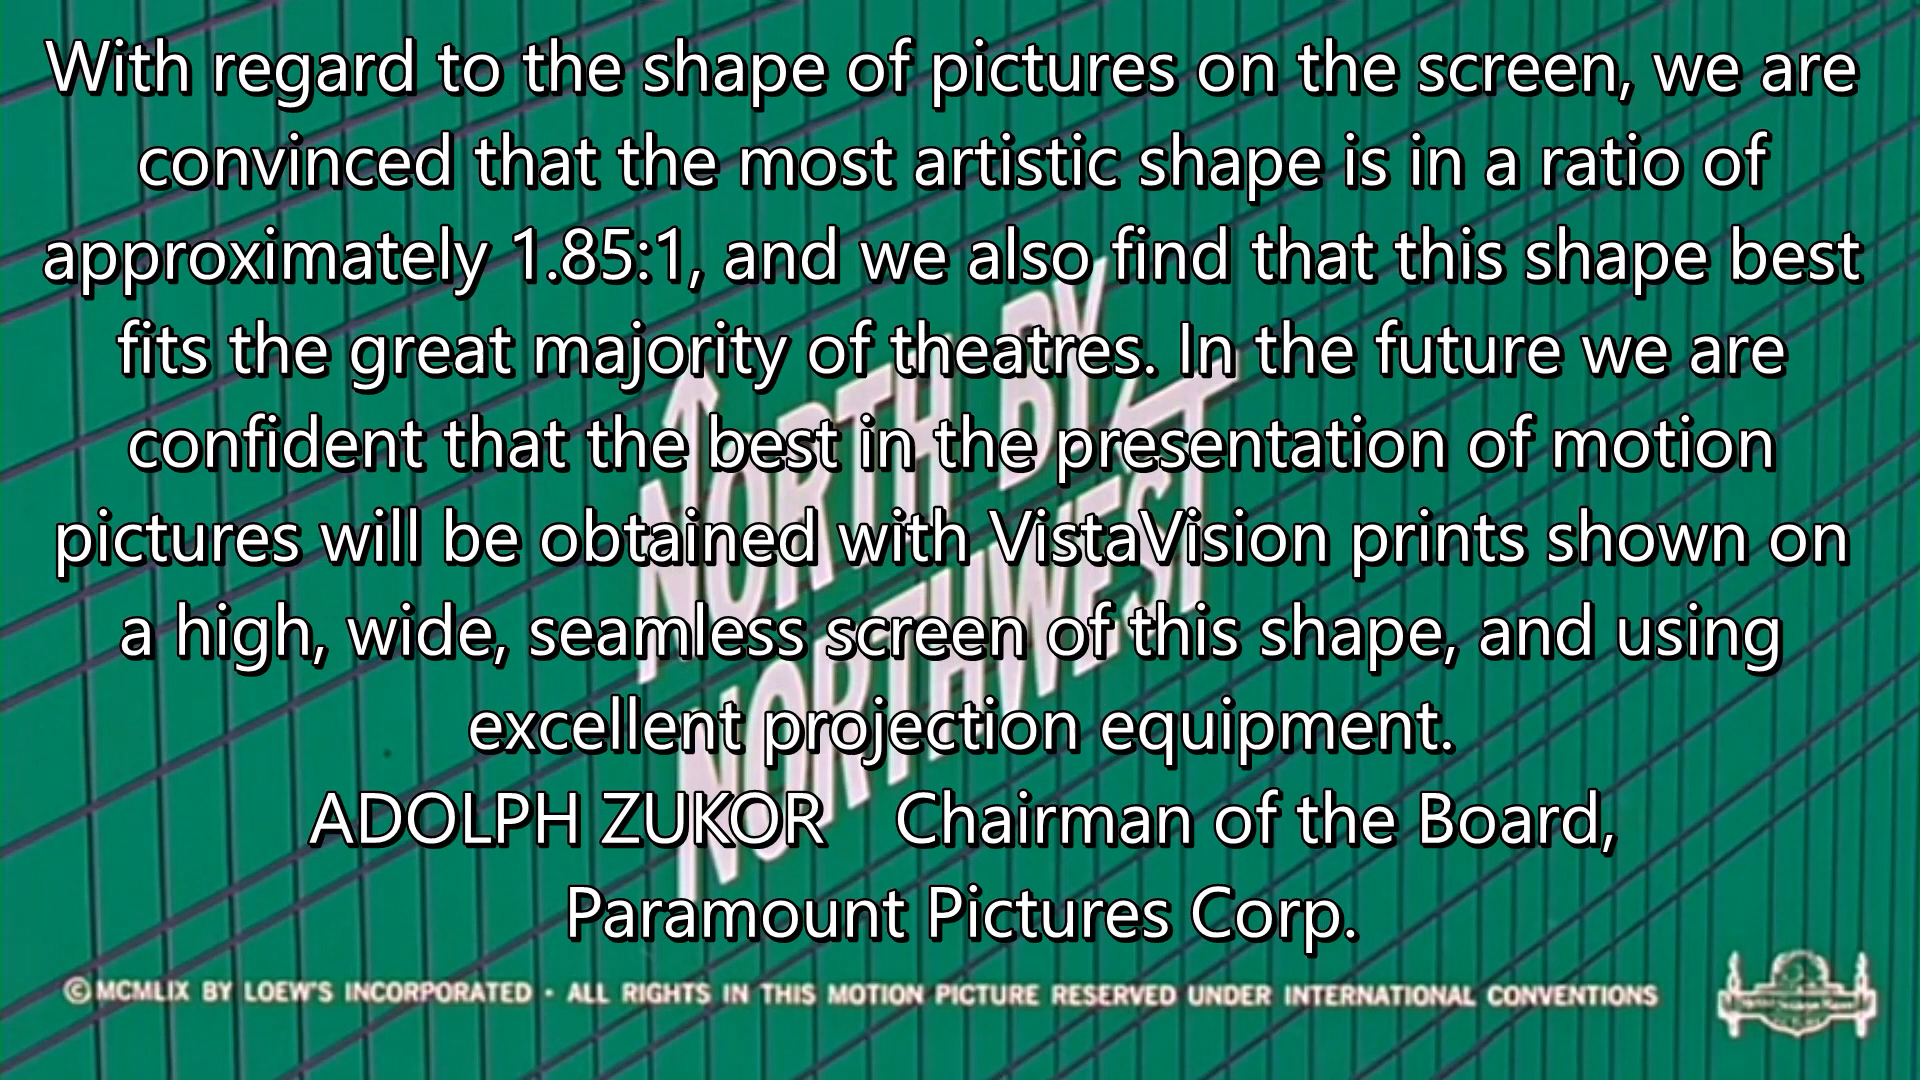 With regard to the shape of pictures on the screen, we are
convinced that the most artistic shape is in a ratio of
approximately 1.85:1, and we also find that this shape best
fits the great majority of theatres. In the future we are
confident that the best in the presentation of motion
pictures will be obtained with VistaVision prints shown on
a high, wide, seamless screen of this shape, and using
excellent projection equipment.
ADOLPH ZUKOR Chairman of the Board,
Paramount Pictures Corp.
NORTH BY
NORTHWEST
NORTHWEST
©MCMLIX BY LOEW'S INCORPORATED · ALL RIGHTS IN THIS MOTION PICTURE RESERVED UNDER INTERNATIONAL CONVENTIONS